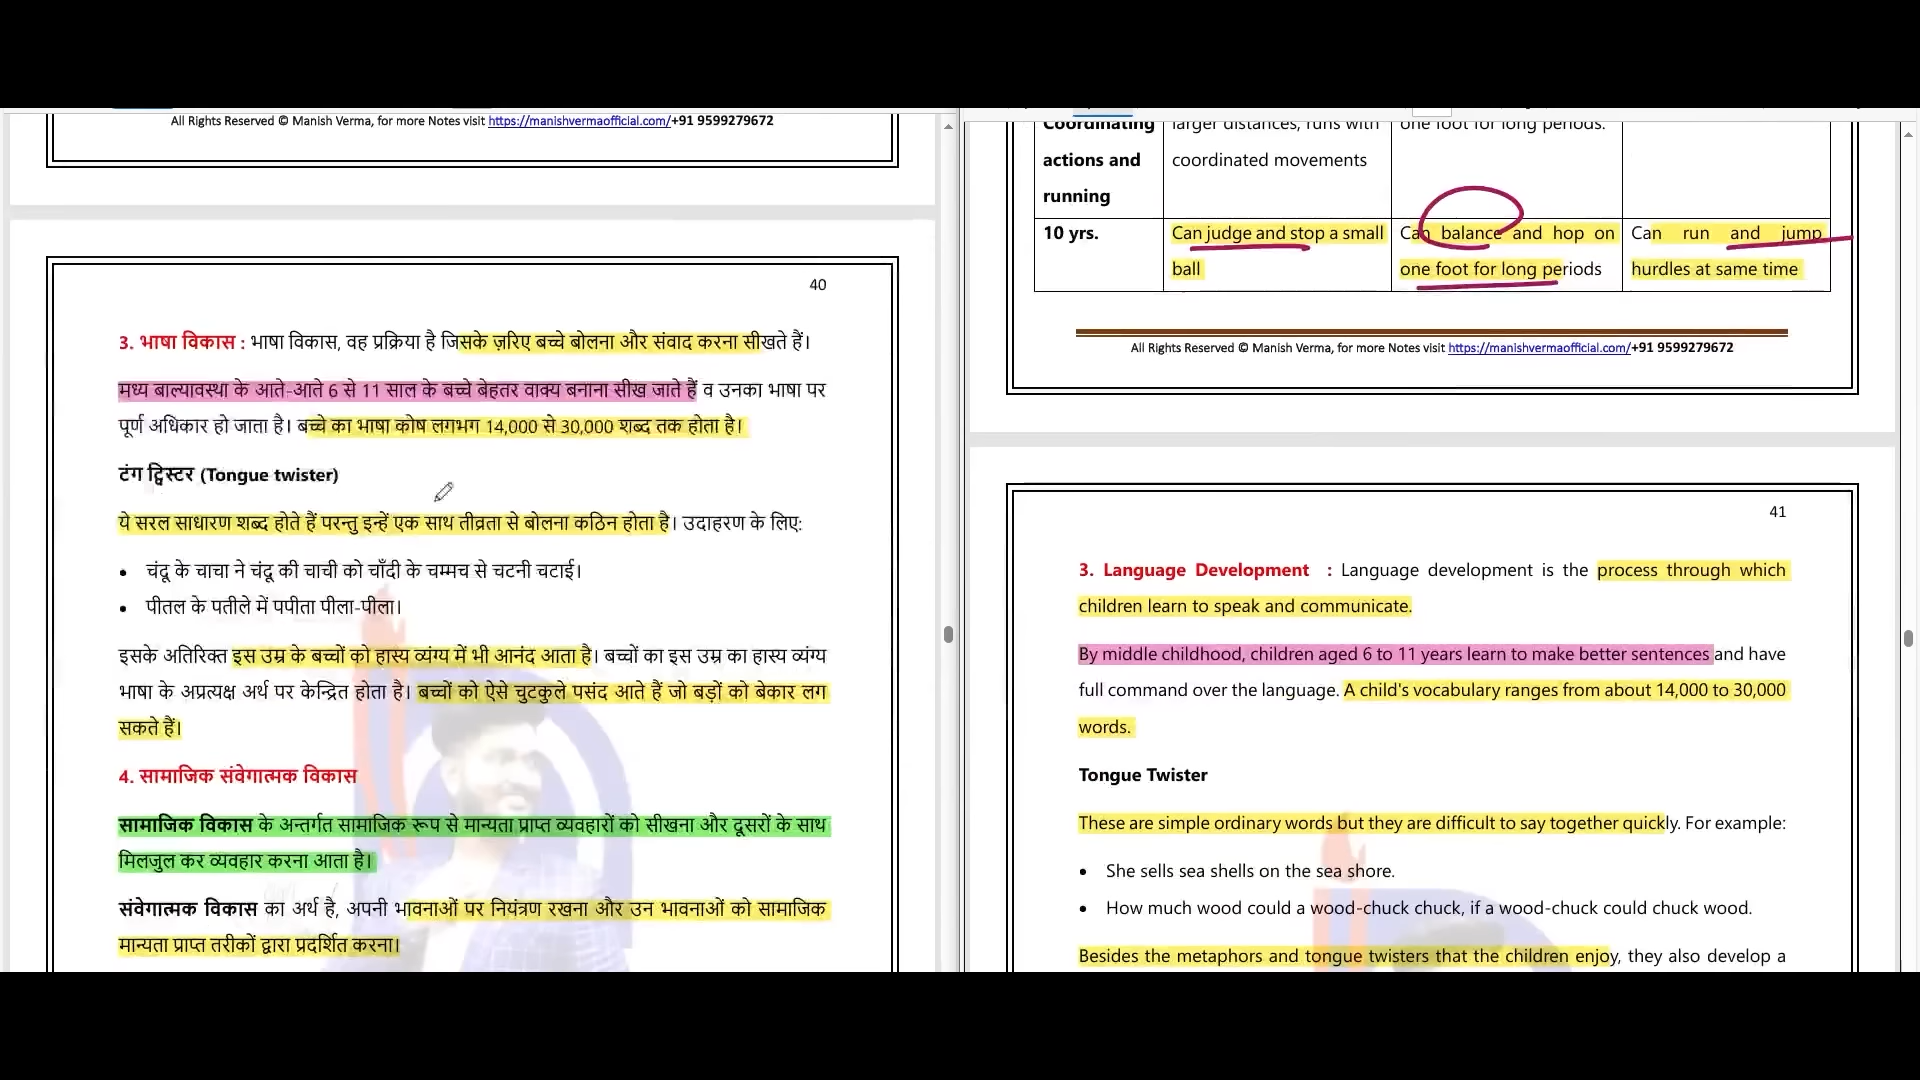 All Rights Reserved © Manish Verma, for more Notes visit https://manishvermaofficial.com/+91 9599279672
40
3. भाषा विकास : भाषा विकास, वह प्रक्रिया है जिसके ज़रिए बच्चे बोलना और संवाद करना सीखते हैं।
मध्य बाल्यावस्था के आते-आते 6 से 11 साल के बच्चे बेहतर वाक्य बनाना सीख जाते हैं व उनका भाषा पर
पूर्ण अधिकार हो जाता है। बच्चे का भाषा कोष लगभग 14,000 से 30,000 शब्द तक होता है।
टंग ट्विस्टर (Tongue twister)
ये सरल साधारण शब्द होते हैं परन्तु इन्हें एक साथ तीव्रता से बोलना कठिन होता है। उदाहरण के लिए:
• चंदू के चाचा ने चंदू की चाची को चाँदी के चम्मच से चटनी चटाई।
• पीतल के पतीले में पपीता पीला-पीला।
इसके अतिरिक्त इस उम्र के बच्चों को हास्य व्यंग्य में भी आनंद आता है। बच्चों का इस उम्र का हास्य व्यंग्य
भाषा के अप्रत्यक्ष अर्थ पर केन्द्रित होता है। बच्चों को ऐसे चुटकुले पसंद आते हैं जो बड़ों को बेकार लग
सकते हैं।
4. सामाजिक संवेगात्मक विकास
सामाजिक विकास के अन्तर्गत सामाजिक रूप से मान्यता प्राप्त व्यवहारों को सीखना और दूसरों के साथ
मिलजुल कर व्यवहार करना आता है।
संवेगात्मक विकास का अर्थ है, अपनी भावनाओं पर नियंत्रण रखना और उन भावनाओं को सामाजिक
मान्यता प्राप्त तरीकों द्वारा प्रदर्शित करना।
Coordinating
actions and
running
larger distances, runs with
coordinated movements
one foot for long periods.
10 yrs.
Can judge and stop a small
ball
Can balance and hop on
one foot for long periods
Can run and jump
hurdles at same time
All Rights Reserved © Manish Verma, for more Notes visit https://manishvermaofficial.com/+91 9599279672
41
3. Language Development : Language development is the process through which
children learn to speak and communicate.
By middle childhood, children aged 6 to 11 years learn to make better sentences and have
full command over the language. A child's vocabulary ranges from about 14,000 to 30,000
words.
Tongue Twister
These are simple ordinary words but they are difficult to say together quickly. For example:
• She sells sea shells on the sea shore.
• How much wood could a wood-chuck chuck, if a wood-chuck could chuck wood.
Besides the metaphors and tongue twisters that the children enjoy, they also develop a